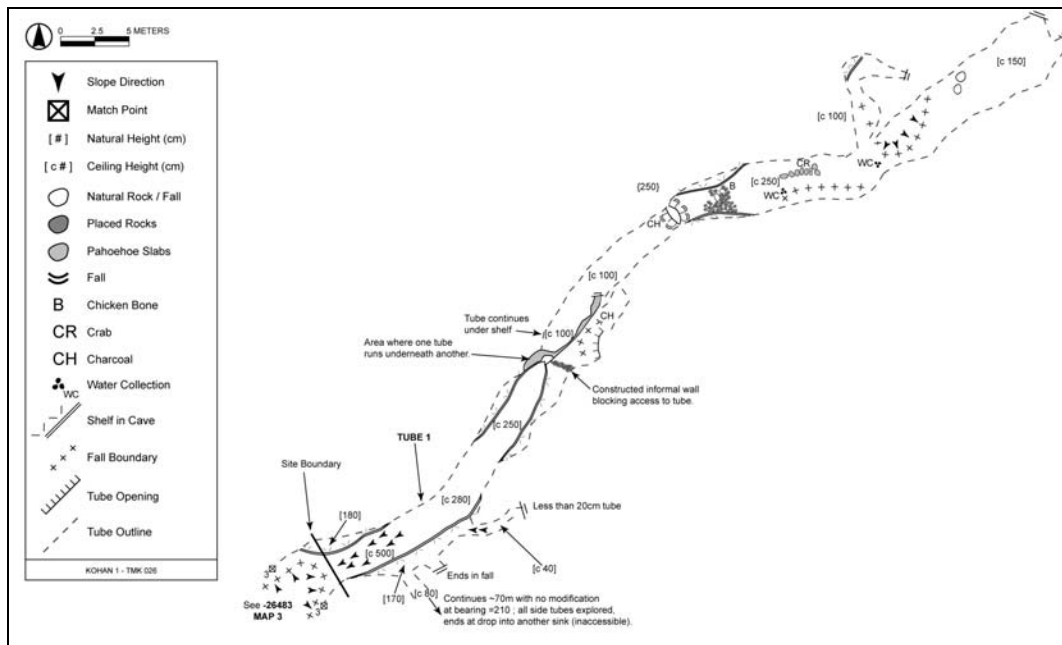 0 2.5 5 METERS
Slope Direction
Match Point
[ # ] Natural Height (cm)
[ c # ] Ceiling Height (cm)
Natural Rock / Fall
Placed Rocks
Pahoehoe Slabs
Fall
B Chicken Bone
CR Crab
CH Charcoal
WC Water Collection
Shelf in Cave
Fall Boundary
Tube Opening
Tube Outline
KOHAN 1 - TMK 026
[c 150]
[c 100]
WC
CR
[c 250]
WC
B
{250]
CH
[c 100]
CH
Tube continues
under shelf
[c 100]
Area where one tube
runs underneath another.
Constructed informal wall
blocking access to tube.
[c 250]
TUBE 1
Site Boundary
[c 280]
Less than 20cm tube
[180]
[c 500]
[c 40]
Ends in fall
[170]
[c 80]
Continues ~70m with no modification
at bearing =210 ; all side tubes explored,
ends at drop into another sink (inaccessible).
3
3
See -26483
MAP 3